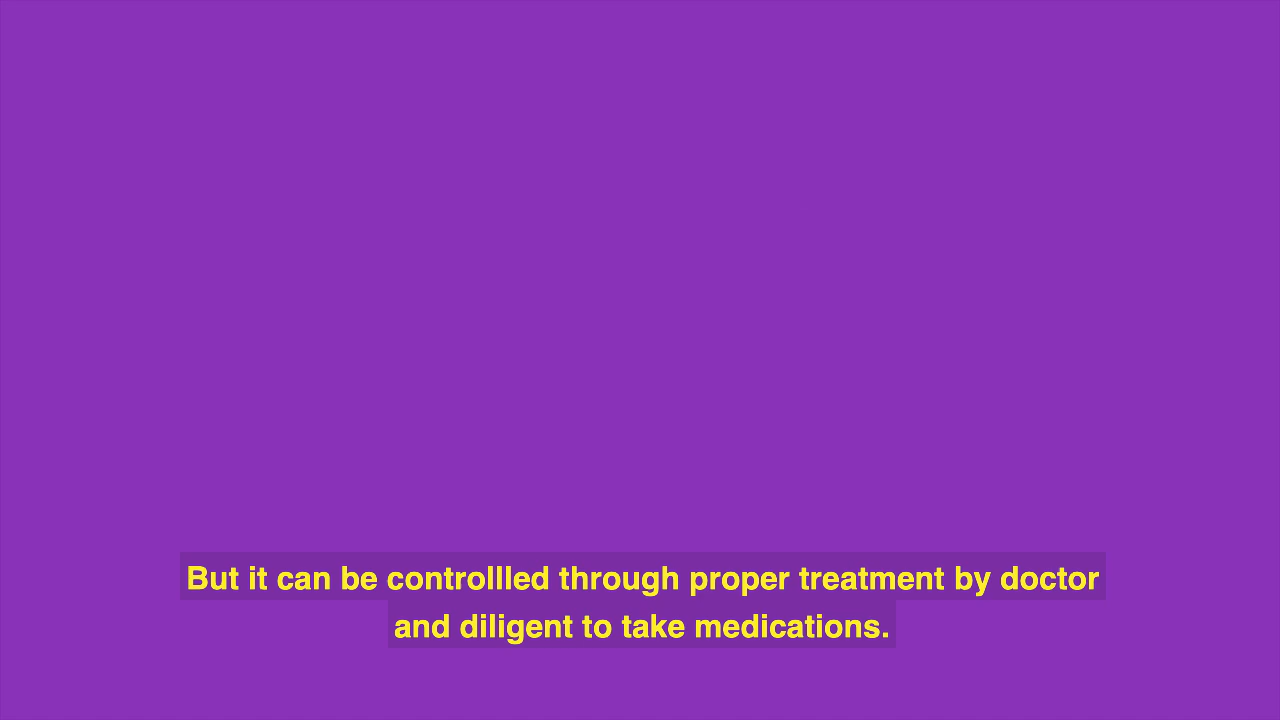 But it can be controllled through proper treatment by doctor
and diligent to take medications.